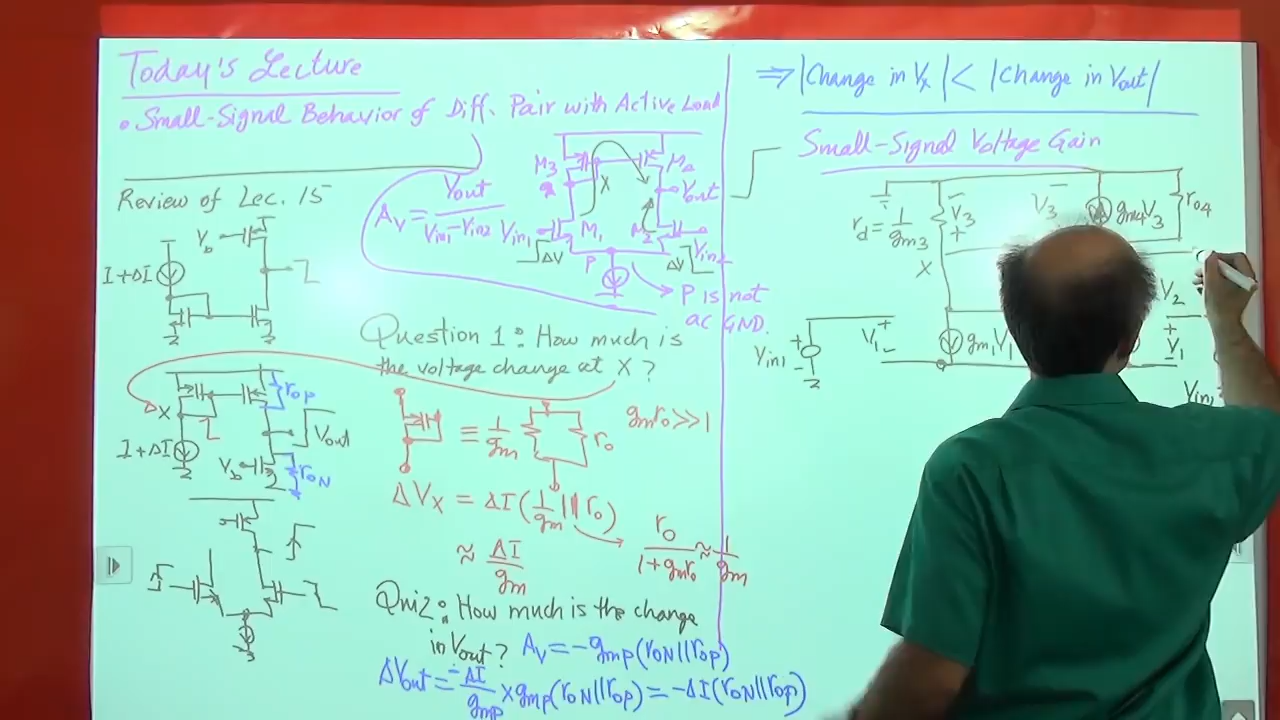 Today's Lecture
• Small-Signal Behavior of Diff. Pair with Active Load
Review of Lec. 15
Vb
I+ΔI
A_V = Vout / Vin1-Vin2
M3
X
Vout
Vin1
M1
M2
Vin2
ΔV
P
ΔV
P is not
ac GND.
Question 1: How much is
the voltage change at X?
ΔX
rop
I+ΔI
Vout
Vb
roN
≡ 1/gm
ro
gmro>>1
ΔVx = ΔI(1/gm || ro)
≈ ΔI/gm
ro/1+gmro ≈ 1/gm
Quiz: How much is the change
in Vout? Av = -gmp(roN||rop)
ΔVout = -ΔI/gmp × gmp(roN||rop) = -ΔI(roN||rop)
⇒ |Change in Vx| < |Change in Vout|
Small-Signal Voltage Gain
rd = 1/gm3
V3
V3
gm4V3
ro4
X
V2
Vin1
V1
gm1V1
V1
Vin1